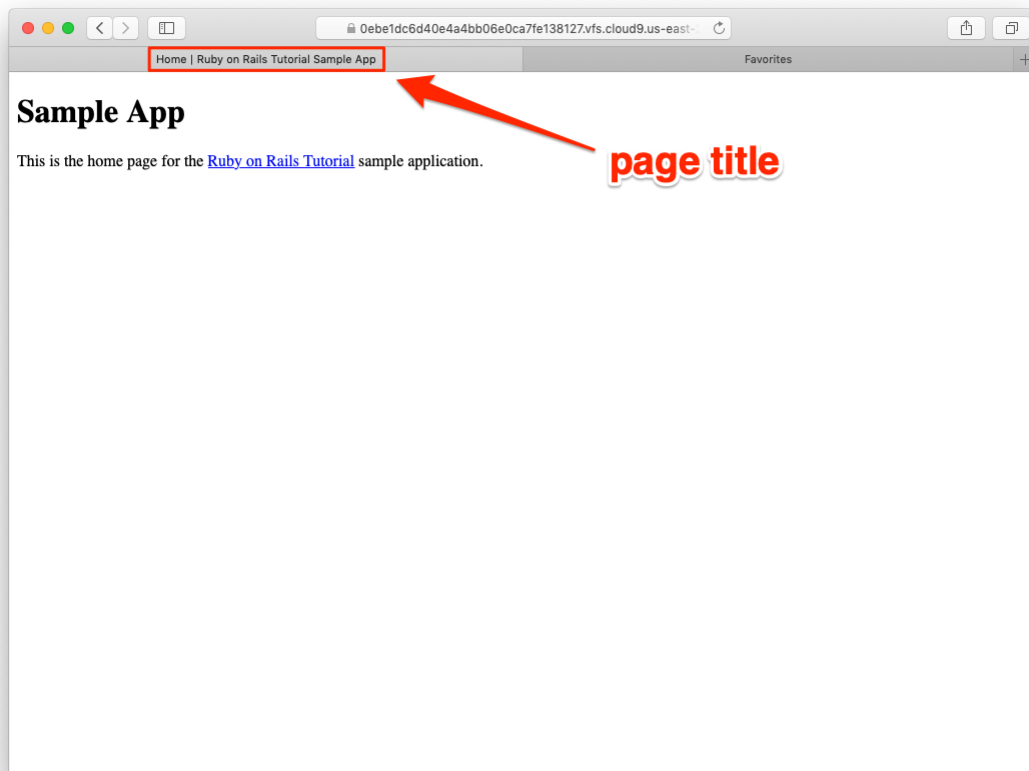 0ebe1dc6d40e4a4bb06e0ca7fe138127.vfs.cloud9.us-east-
Home | Ruby on Rails Tutorial Sample App
Favorites
Sample App
This is the home page for the Ruby on Rails Tutorial sample application.
page title